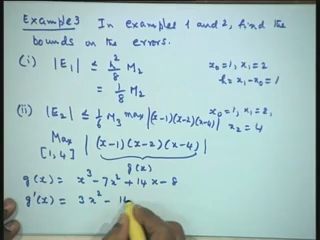 Example 3 In examples 1 and 2, find the
bounds on the errors.
(i) |E₁| ≤ h²/8 M₂ x₀=1, x₁=2
= 1/8 M₂ h=x₁-x₀=1
(ii) |E₂| ≤ 1/6 M₃ max |(x-1)(x-2)(x-4)| x₀=1, x₁=2,
x₂=4
Max [1,4] |(x-1)(x-2)(x-4)|
g(x)
g(x) = x³-7x²+14x-8
g'(x) = 3x²-14